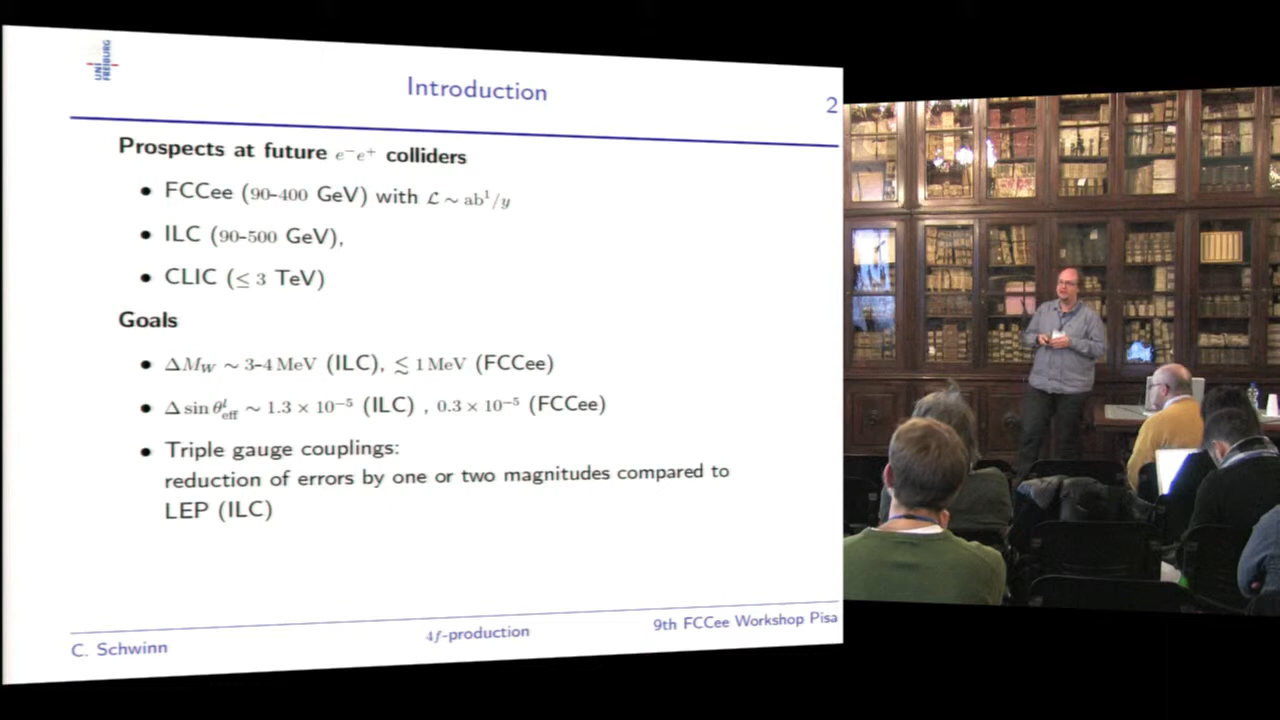 UNI
FREIBURG
Introduction
2
Prospects at future e⁻e⁺ colliders
• FCCee (90-400 GeV) with ℒ ∼ ab¹/y
• ILC (90-500 GeV),
• CLIC (≤ 3 TeV)
Goals
• ΔM_W ∼ 3-4 MeV (ILC), ≲ 1 MeV (FCCee)
• Δ sin θ^l_eff ∼ 1.3 × 10⁻⁵ (ILC) , 0.3 × 10⁻⁵ (FCCee)
• Triple gauge couplings:
reduction of errors by one or two magnitudes compared to
LEP (ILC)
C. Schwinn
4f-production
9th FCCee Workshop Pisa